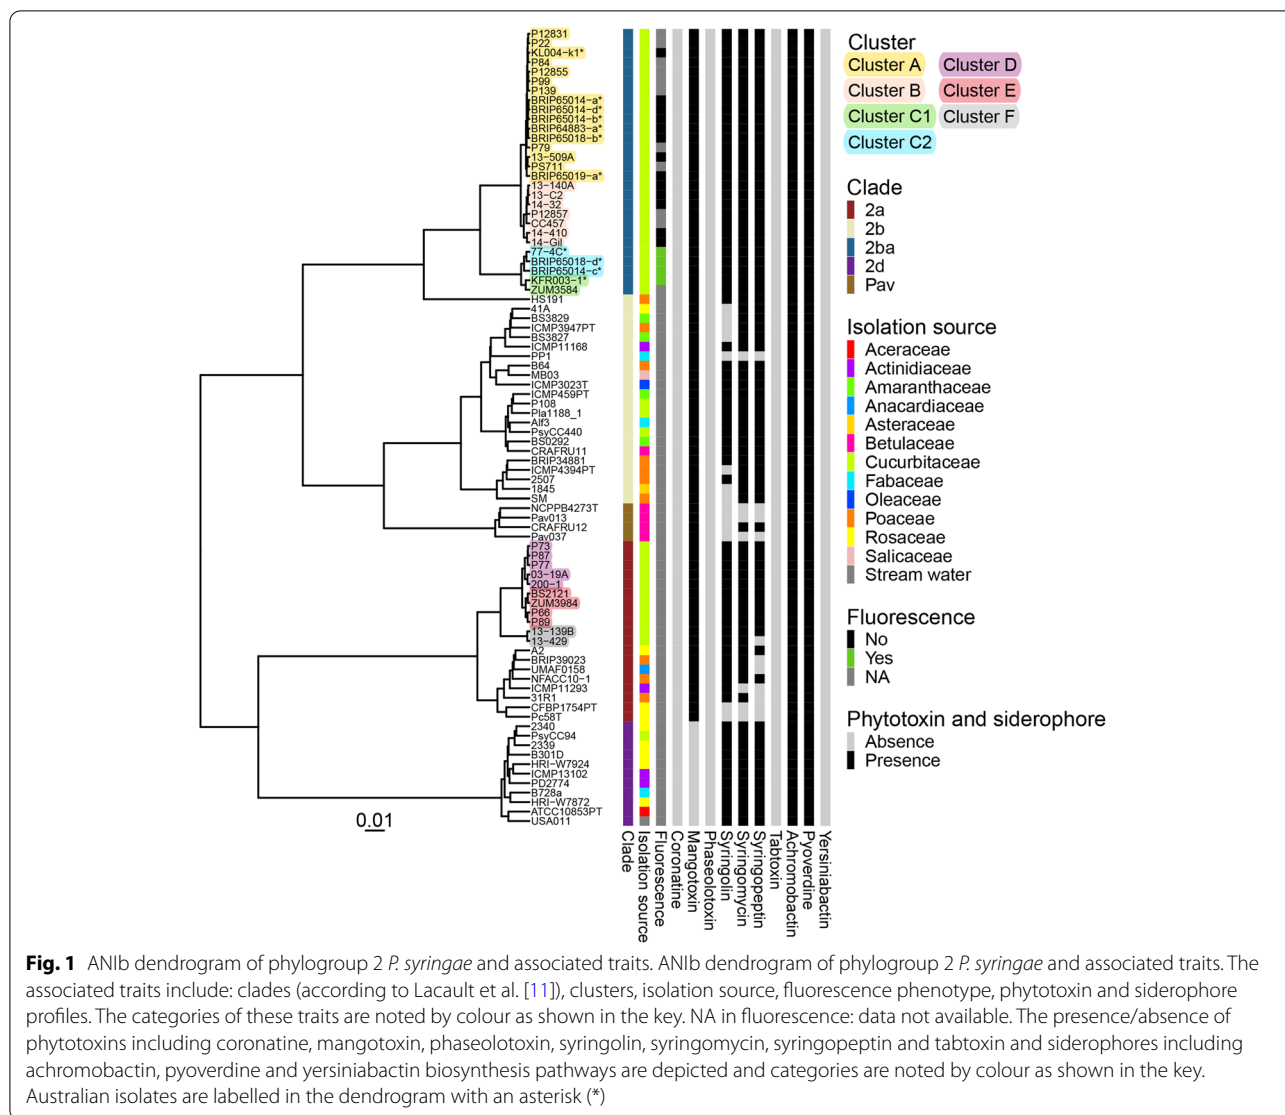 P12831
P22
KL004-k1*
P84
P12855
P99
P139
BRIP65014-a*
BRIP65014-d*
BRIP65014-b*
BRIP64883-a*
BRIP65018-b*
P79
13-509A
PS711
BRIP65019-a*
13-140A
13-C2
14-32
P12857
CC457
14-410
14-Gil
77-4C*
BRIP65018-d*
BRIP65014-c*
KFR003-1*
ZUM3584
HS191
41A
BS3829
ICMP3947PT
BS3827
ICMP11168
PP1
B64
MB03
ICMP3023T
ICMP459PT
P108
Pla1188_1
Alf3
PsyCC440
BS0292
CRAFRU11
BRIP34881
ICMP4394PT
2507
1845
SM
NCPPB4273T
Pav013
CRAFRU12
Pav037
P73
P87
P77
03-19A
200-1
BS2121
ZUM3984
P66
P89
13-139B
13-429
A2
BRIP39023
UMAF0158
NFACC10-1
ICMP11293
31R1
CFBP1754PT
Pc58T
2340
PsyCC94
2339
B301D
HRI-W7924
ICMP13102
PD2774
B728a
HRI-W7872
ATCC10853PT
USA011
0.01
Clade
Isolation source
Fluorescence
Coronatine
Mangotoxin
Phaseolotoxin
Syringolin
Syringomycin
Syringopeptin
Tabtoxin
Achromobactin
Pyoverdine
Yersiniabactin
Cluster
Cluster A Cluster D
Cluster B Cluster E
Cluster C1 Cluster F
Cluster C2
Clade
2a
2b
2ba
2d
Pav
Isolation source
Aceraceae
Actinidiaceae
Amaranthaceae
Anacardiaceae
Asteraceae
Betulaceae
Cucurbitaceae
Fabaceae
Oleaceae
Poaceae
Rosaceae
Salicaceae
Stream water
Fluorescence
No
Yes
NA
Phytotoxin and siderophore
Absence
Presence
Fig. 1 ANIb dendrogram of phylogroup 2 P. syringae and associated traits. ANIb dendrogram of phylogroup 2 P. syringae and associated traits. The
associated traits include: clades (according to Lacault et al. [11]), clusters, isolation source, fluorescence phenotype, phytotoxin and siderophore
profiles. The categories of these traits are noted by colour as shown in the key. NA in fluorescence: data not available. The presence/absence of
phytotoxins including coronatine, mangotoxin, phaseolotoxin, syringolin, syringomycin, syringopeptin and tabtoxin and siderophores including
achromobactin, pyoverdine and yersiniabactin biosynthesis pathways are depicted and categories are noted by colour as shown in the key.
Australian isolates are labelled in the dendrogram with an asterisk (*)